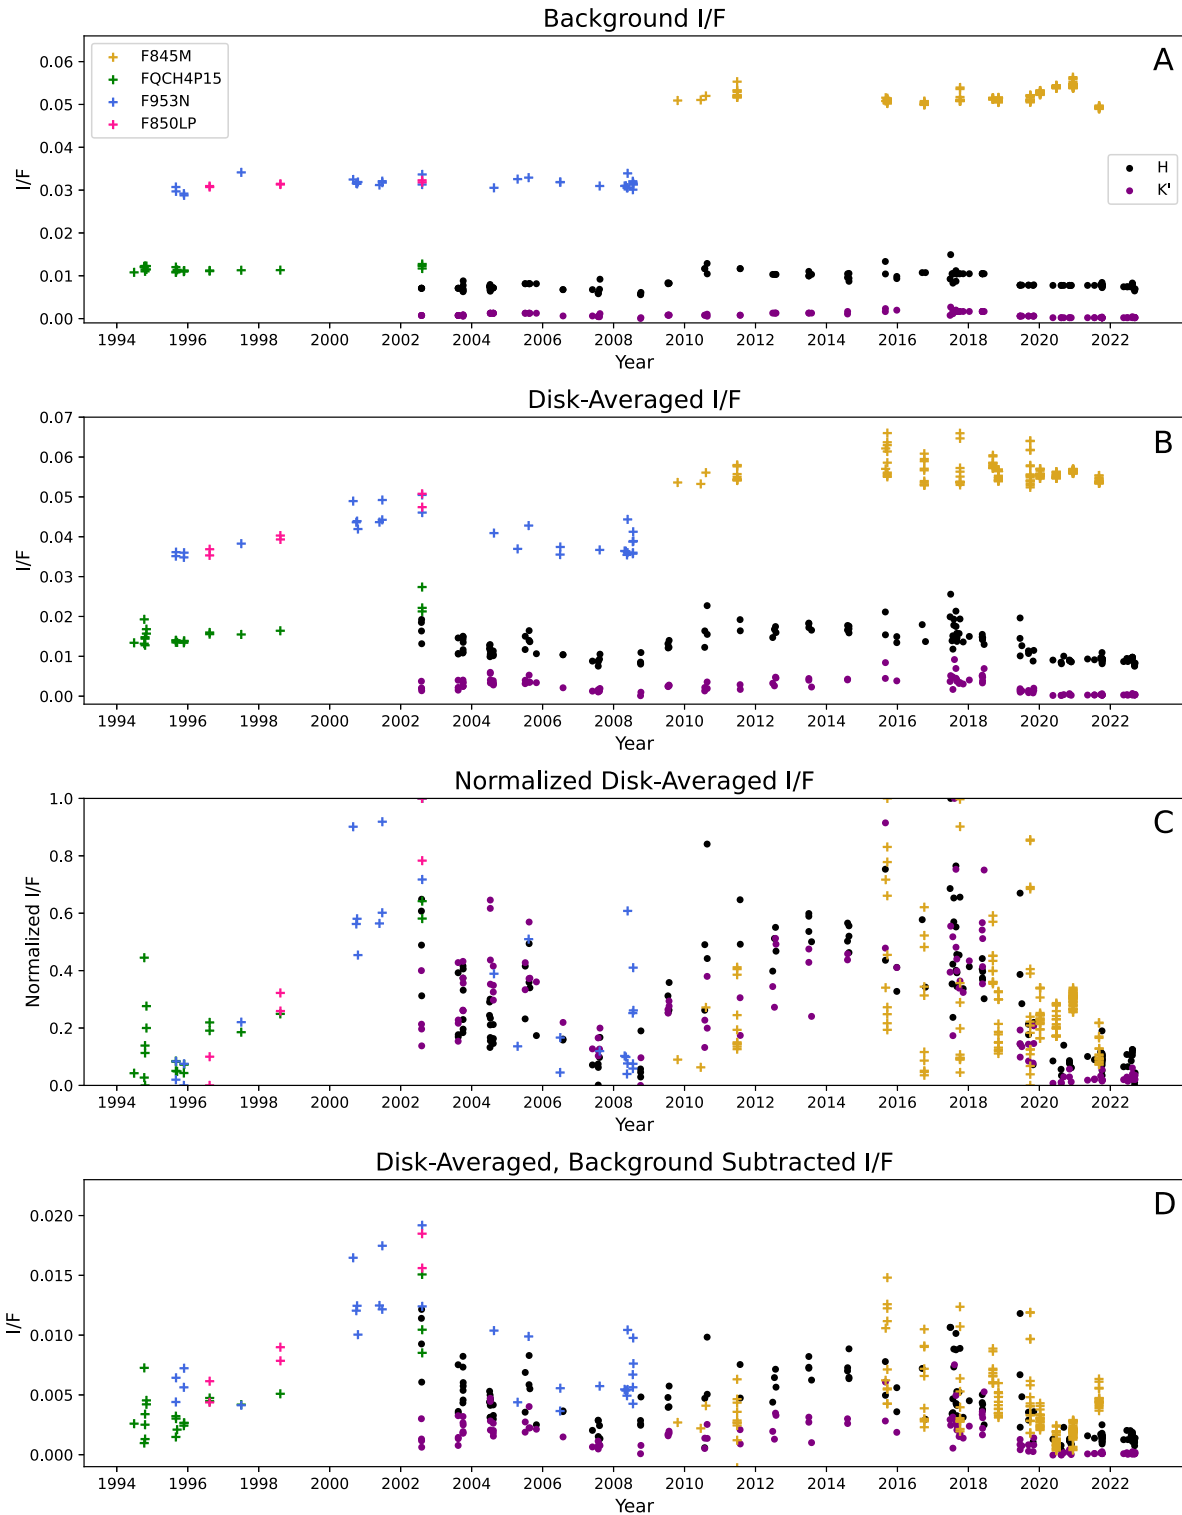 Background I/F
A
F845M
FQCH4P15
F953N
F850LP
H
K'
I/F
0.06
0.05
0.04
0.03
0.02
0.01
0.00
1994 1996 1998 2000 2002 2004 2006 2008 2010 2012 2014 2016 2018 2020 2022
Year
Disk-Averaged I/F
B
I/F
0.07
0.06
0.05
0.04
0.03
0.02
0.01
0.00
1994 1996 1998 2000 2002 2004 2006 2008 2010 2012 2014 2016 2018 2020 2022
Year
Normalized Disk-Averaged I/F
C
Normalized I/F
1.0
0.8
0.6
0.4
0.2
0.0
1994 1996 1998 2000 2002 2004 2006 2008 2010 2012 2014 2016 2018 2020 2022
Year
Disk-Averaged, Background Subtracted I/F
D
I/F
0.020
0.015
0.010
0.005
0.000
1994 1996 1998 2000 2002 2004 2006 2008 2010 2012 2014 2016 2018 2020 2022
Year